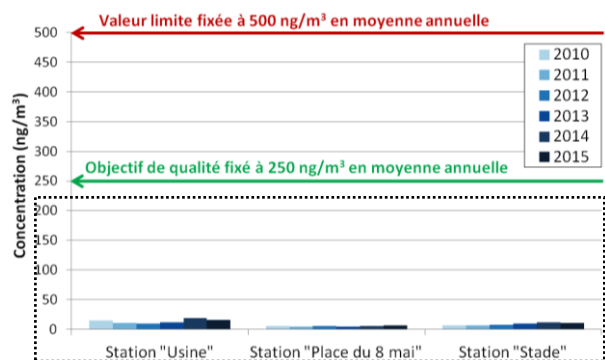 Valeur limite fixée à 500 ng/m³ en moyenne annuelle
500
450
400
350
300
250
200
150
100
50
0
Concentration (ng/m³)
2010
2011
2012
2013
2014
2015
Objectif de qualité fixé à 250 ng/m³ en moyenne annuelle
Station "Usine"
Station "Place du 8 mai"
Station "Stade"